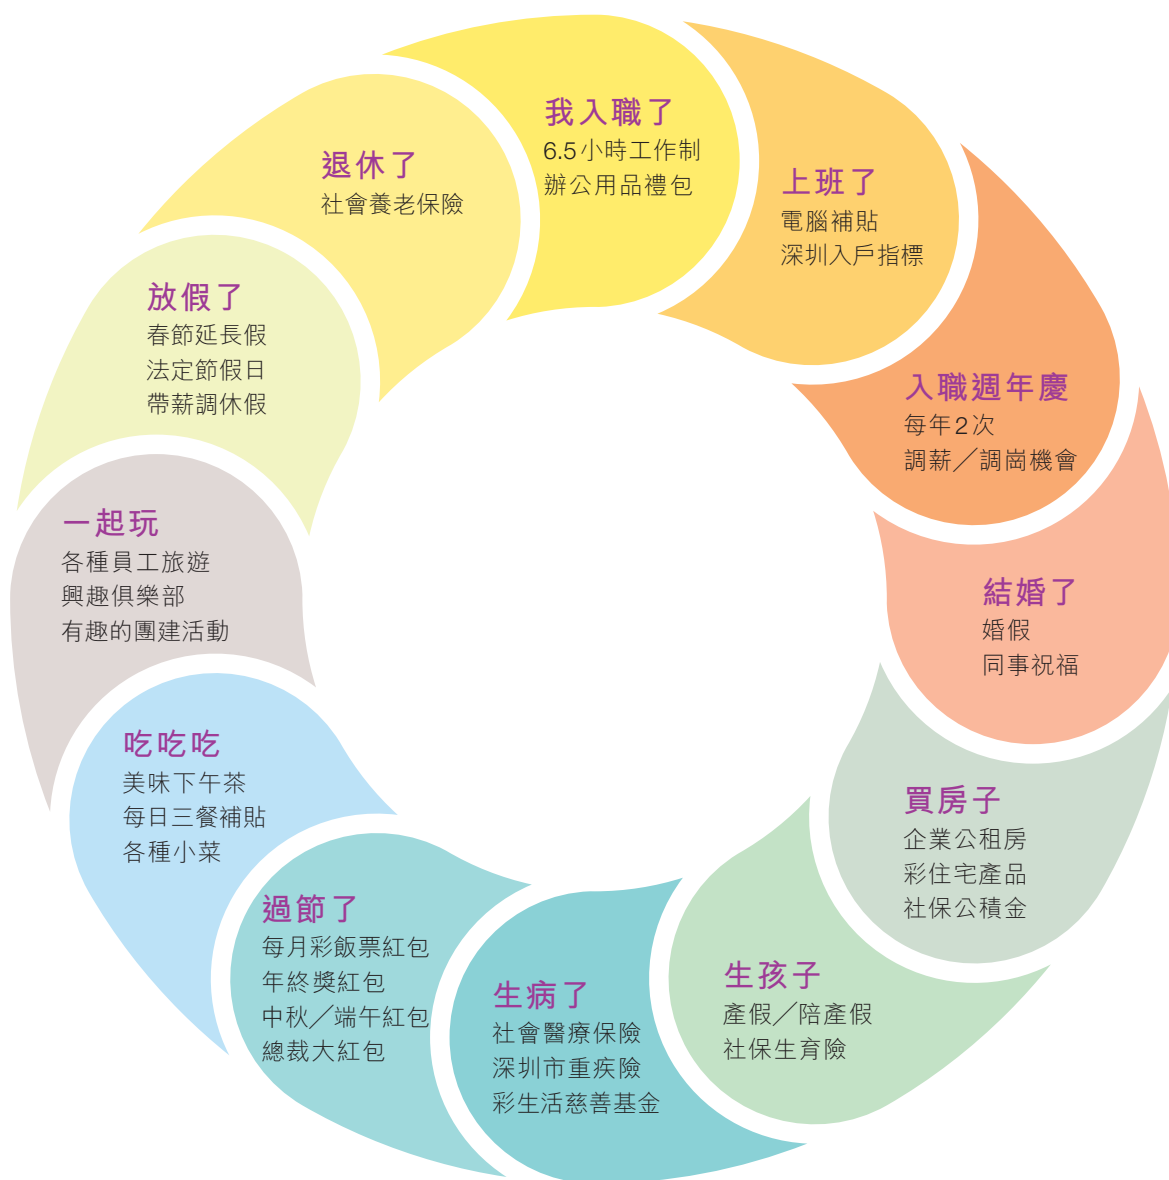 我入職了
6.5小時工作制
辦公用品禮包
上班了
電腦補貼
深圳入戶指標
入職週年慶
每年2次
調薪／調崗機會
結婚了
婚假
同事祝福
買房子
企業公租房
彩住宅產品
社保公積金
生孩子
產假／陪產假
社保生育險
生病了
社會醫療保險
深圳市重疾險
彩生活慈善基金
過節了
每月彩飯票紅包
年終獎紅包
中秋／端午紅包
總裁大紅包
吃吃吃
美味下午茶
每日三餐補貼
各種小菜
一起玩
各種員工旅遊
興趣俱樂部
有趣的團建活動
放假了
春節延長假
法定節假日
帶薪調休假
退休了
社會養老保險